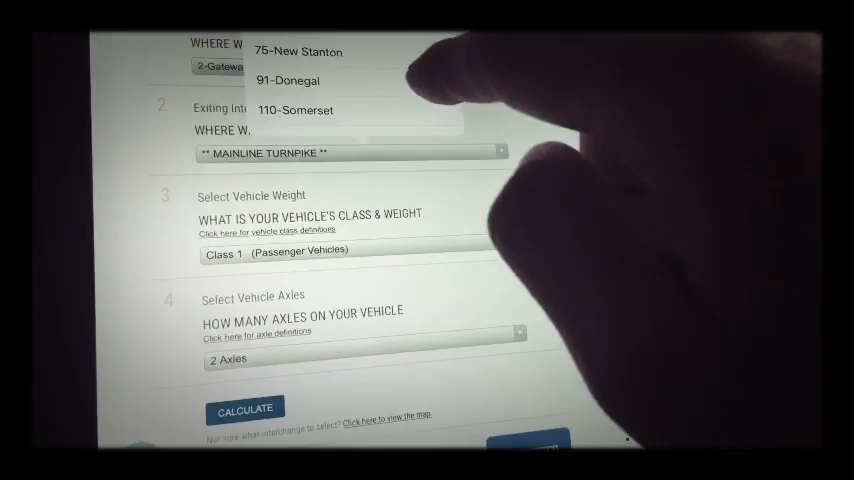 WHERE W
75-New Stanton
2-Gatewa
91-Donegal
2
Exiting Int
110-Somerset
WHERE W
** MAINLINE TURNPIKE **
3
Select Vehicle Weight
WHAT IS YOUR VEHICLE'S CLASS & WEIGHT
Click here for vehicle class definitions
Class 1 (Passenger Vehicles)
4
Select Vehicle Axles
HOW MANY AXLES ON YOUR VEHICLE
Click here for axle definitions
2 Axles
CALCULATE
Not sure what interchange to select? Click here to view the map.